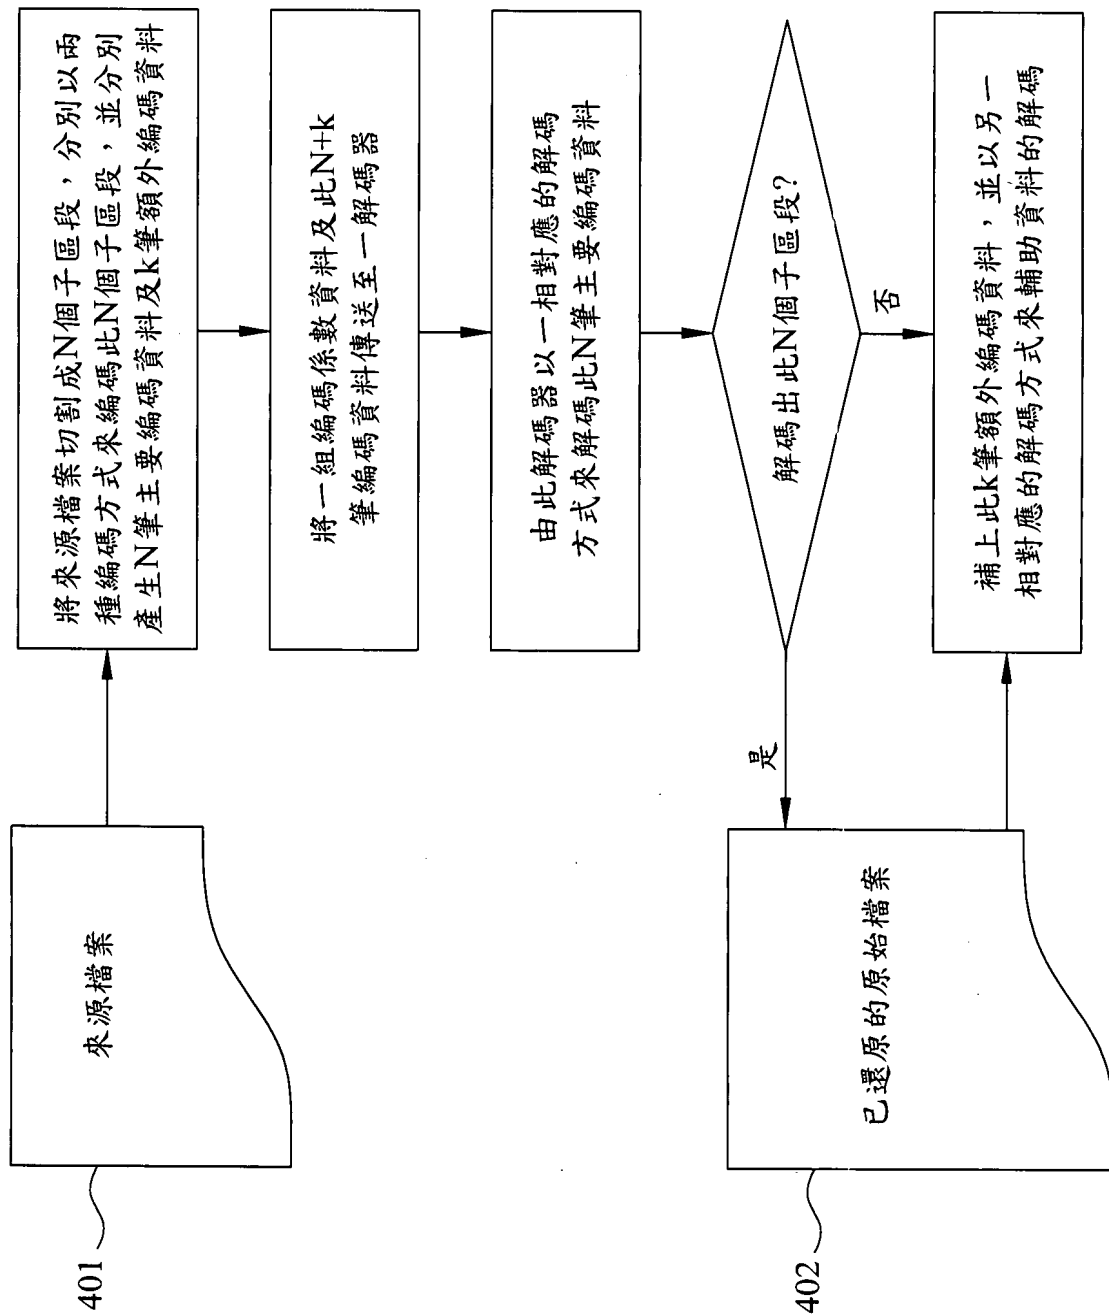 401
來源檔案
將來源檔案切割成N個子區段，分別以兩
種編碼方式來編碼此N個子區段，並分別
產生N筆主要編碼資料及k筆額外編碼資料
將一組編碼係數資料及此N+k
筆編碼資料傳送至一解碼器
由此解碼器以一相對應的解碼
方式來解碼此N筆主要編碼資料
解碼出此N個子區段?
是
否
402
已還原的原始檔案
補上此k筆額外編碼資料，並以另一
相對應的解碼方式來輔助資料的解碼